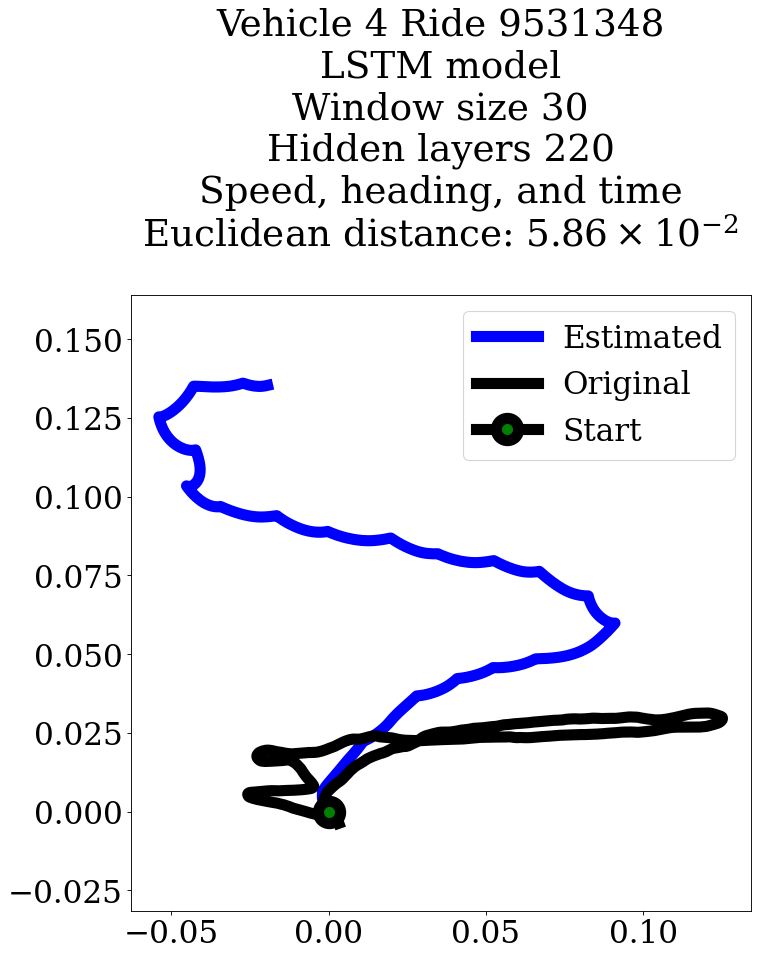 Vehicle 4 Ride 9531348
LSTM model
Window size 30
Hidden layers 220
Speed, heading, and time
Euclidean distance: 5.86 × 10⁻²
Estimated
Original
Start
0.150
0.125
0.100
0.075
0.050
0.025
0.000
−0.025
−0.05 0.00 0.05 0.10